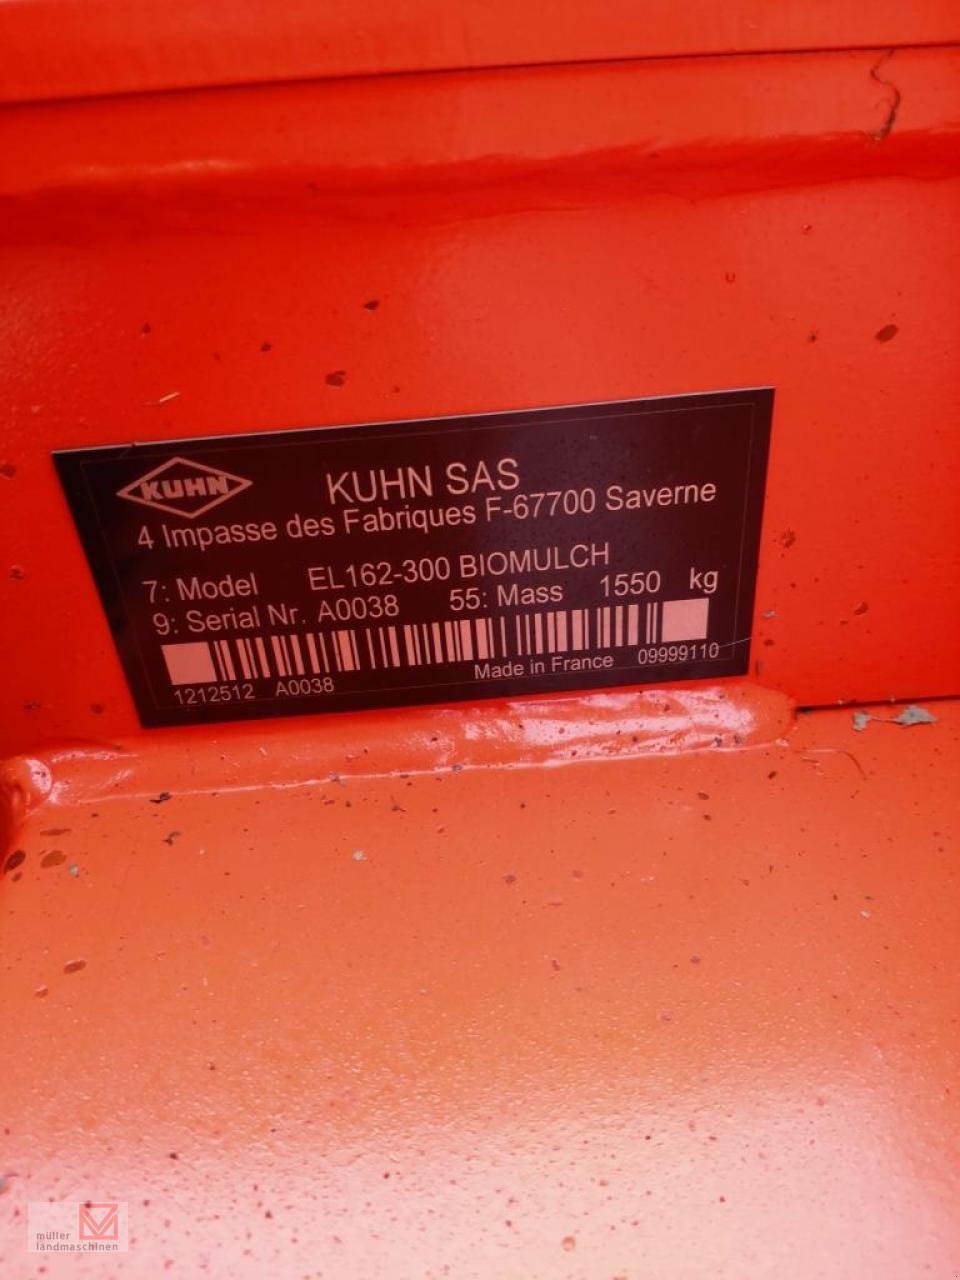 KUHN
KUHN SAS
4 Impasse des Fabriques F-67700 Saverne
7: Model EL162-300 BIOMULCH
9: Serial Nr. A0038 55: Mass 1550 kg
1212512 A0038 Made in France 09999110
müller
landmaschinen